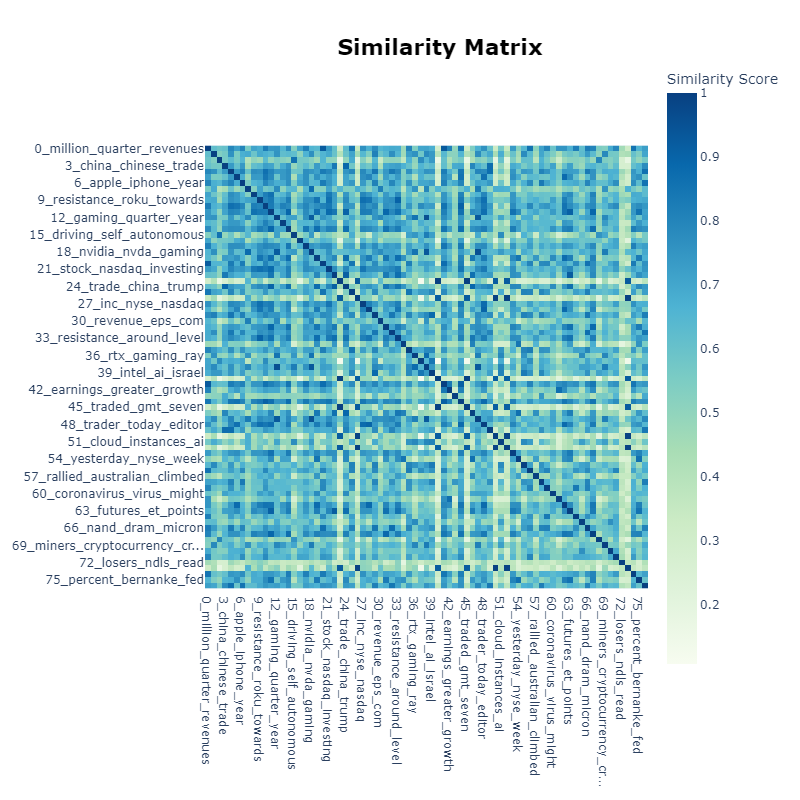 Similarity Matrix
Similarity Score
1
0.9
0.8
0.7
0.6
0.5
0.4
0.3
0.2
0_million_quarter_revenues
3_china_chinese_trade
6_apple_iphone_year
9_resistance_roku_towards
12_gaming_quarter_year
15_driving_self_autonomous
18_nvidia_nvda_gaming
21_stock_nasdaq_investing
24_trade_china_trump
27_inc_nyse_nasdaq
30_revenue_eps_com
33_resistance_around_level
36_rtx_gaming_ray
39_intel_ai_israel
42_earnings_greater_growth
45_traded_gmt_seven
48_trader_today_editor
51_cloud_instances_ai
54_yesterday_nyse_week
57_rallied_australian_climbed
60_coronavirus_virus_might
63_futures_et_points
66_nand_dram_micron
69_miners_cryptocurrency_cr...
72_losers_ndls_read
75_percent_bernanke_fed
0_million_quarter_revenues
3_china_chinese_trade
6_apple_iphone_year
9_resistance_roku_towards
12_gaming_quarter_year
15_driving_self_autonomous
18_nvidia_nvda_gaming
21_stock_nasdaq_investing
24_trade_china_trump
27_inc_nyse_nasdaq
30_revenue_eps_com
33_resistance_around_level
36_rtx_gaming_ray
39_intel_ai_israel
42_earnings_greater_growth
45_traded_gmt_seven
48_trader_today_editor
51_cloud_instances_ai
54_yesterday_nyse_week
57_rallied_australian_climbed
60_coronavirus_virus_might
63_futures_et_points
66_nand_dram_micron
69_miners_cryptocurrency_cr...
72_losers_ndls_read
75_percent_bernanke_fed